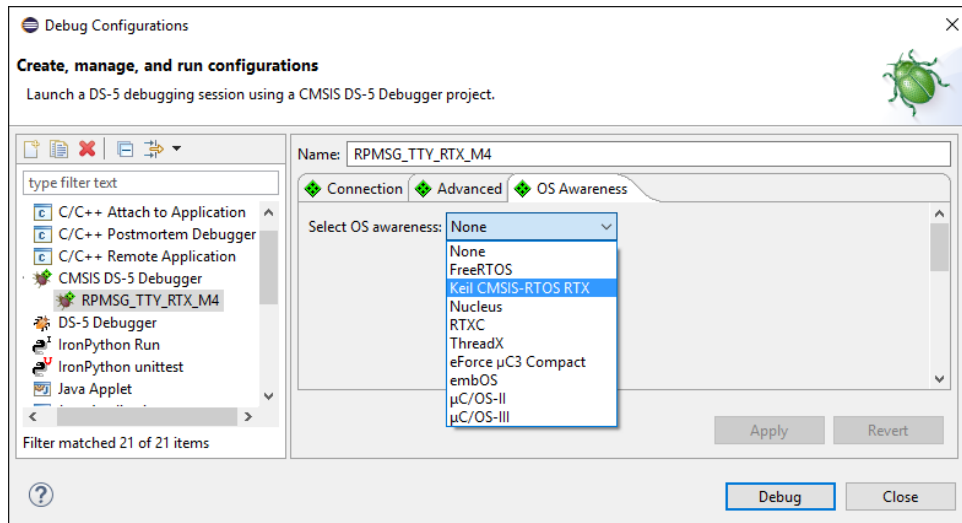 Debug Configurations
Create, manage, and run configurations
Launch a DS-5 debugging session using a CMSIS DS-5 Debugger project.
type filter text
C/C++ Attach to Application
C/C++ Postmortem Debugger
C/C++ Remote Application
CMSIS DS-5 Debugger
RPMSG_TTY_RTX_M4
DS-5 Debugger
IronPython Run
IronPython unittest
Java Applet
Filter matched 21 of 21 items
Name: RPMSG_TTY_RTX_M4
Connection Advanced OS Awareness
Select OS awareness: None
None
FreeRTOS
Keil CMSIS-RTOS RTX
Nucleus
RTXC
ThreadX
eForce µC3 Compact
embOS
µC/OS-II
µC/OS-III
Apply Revert
Debug Close